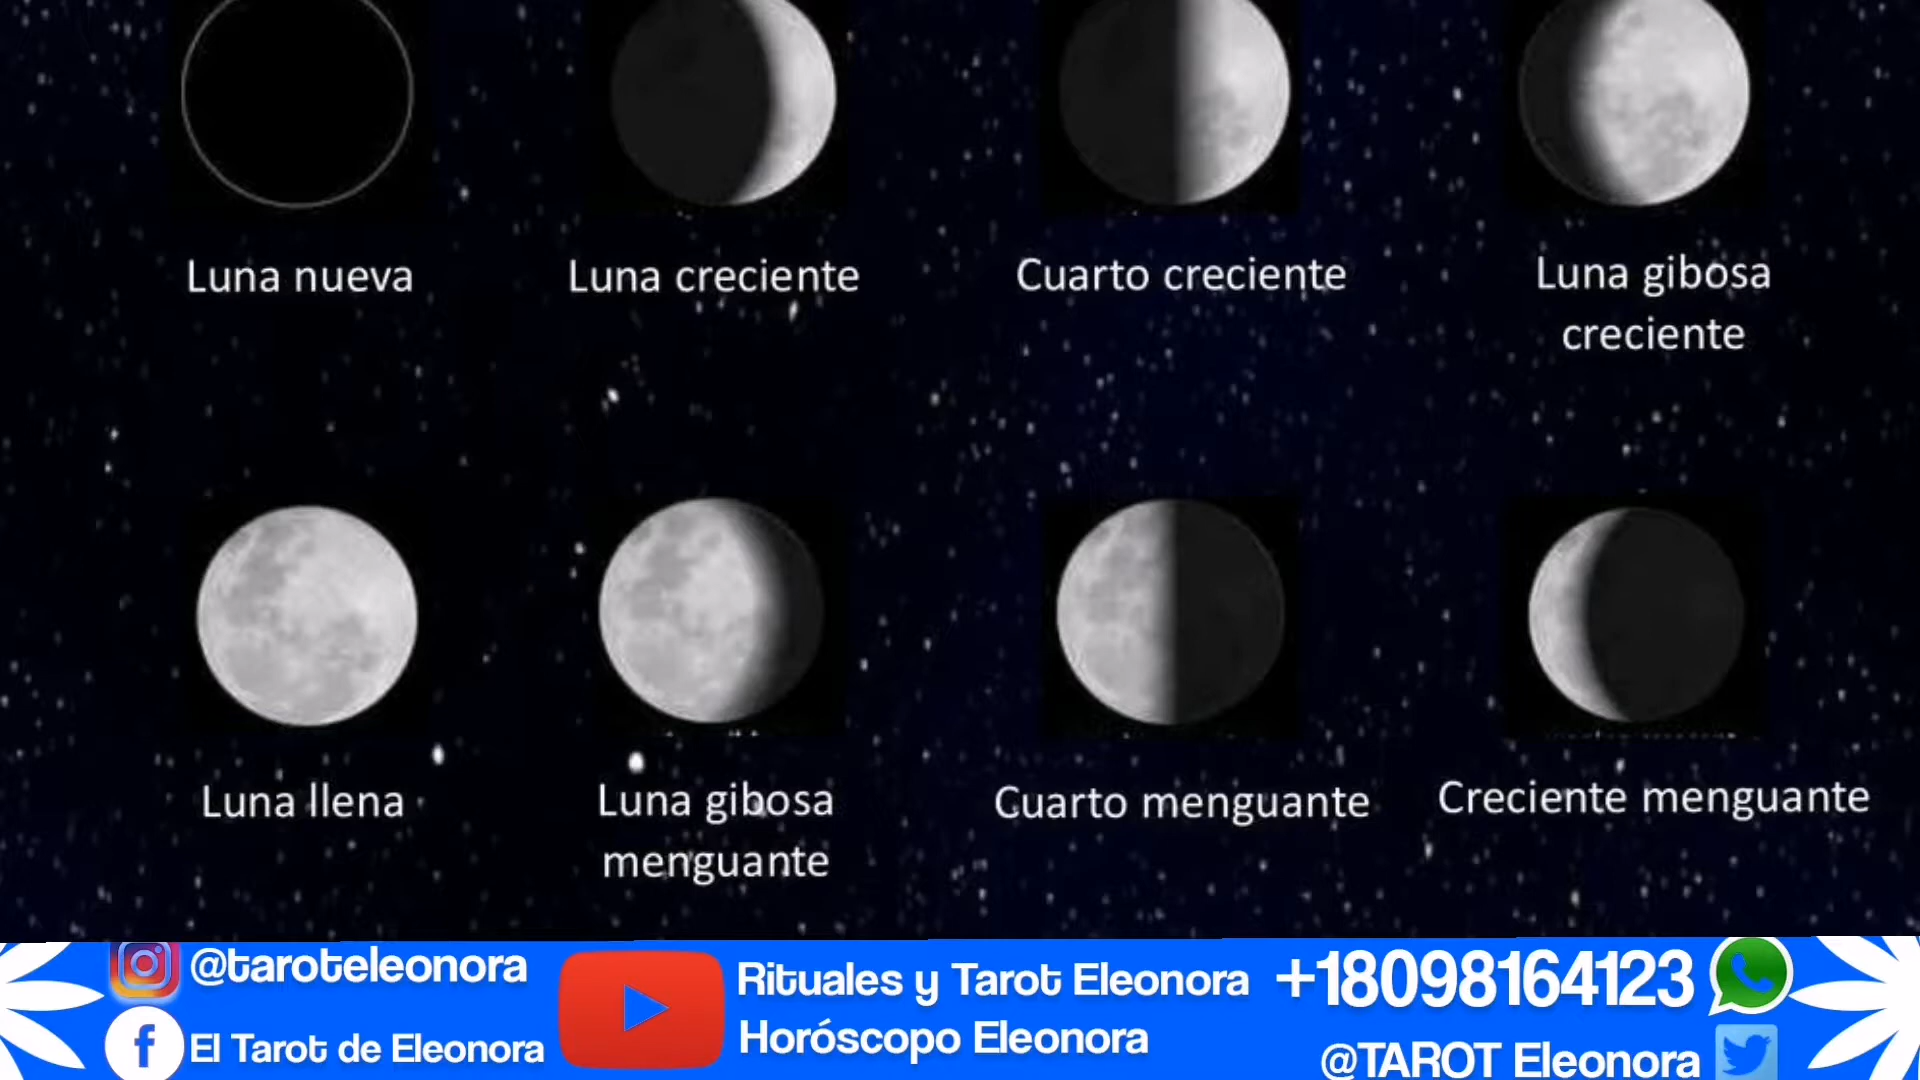 Luna nueva
Luna creciente
Cuarto creciente
Luna gibosa
creciente
Luna llena
Luna gibosa
menguante
Cuarto menguante
Creciente menguante
@taroteleonora
El Tarot de Eleonora
Rituales y Tarot Eleonora
Horóscopo Eleonora
+18098164123
@TAROT Eleonora